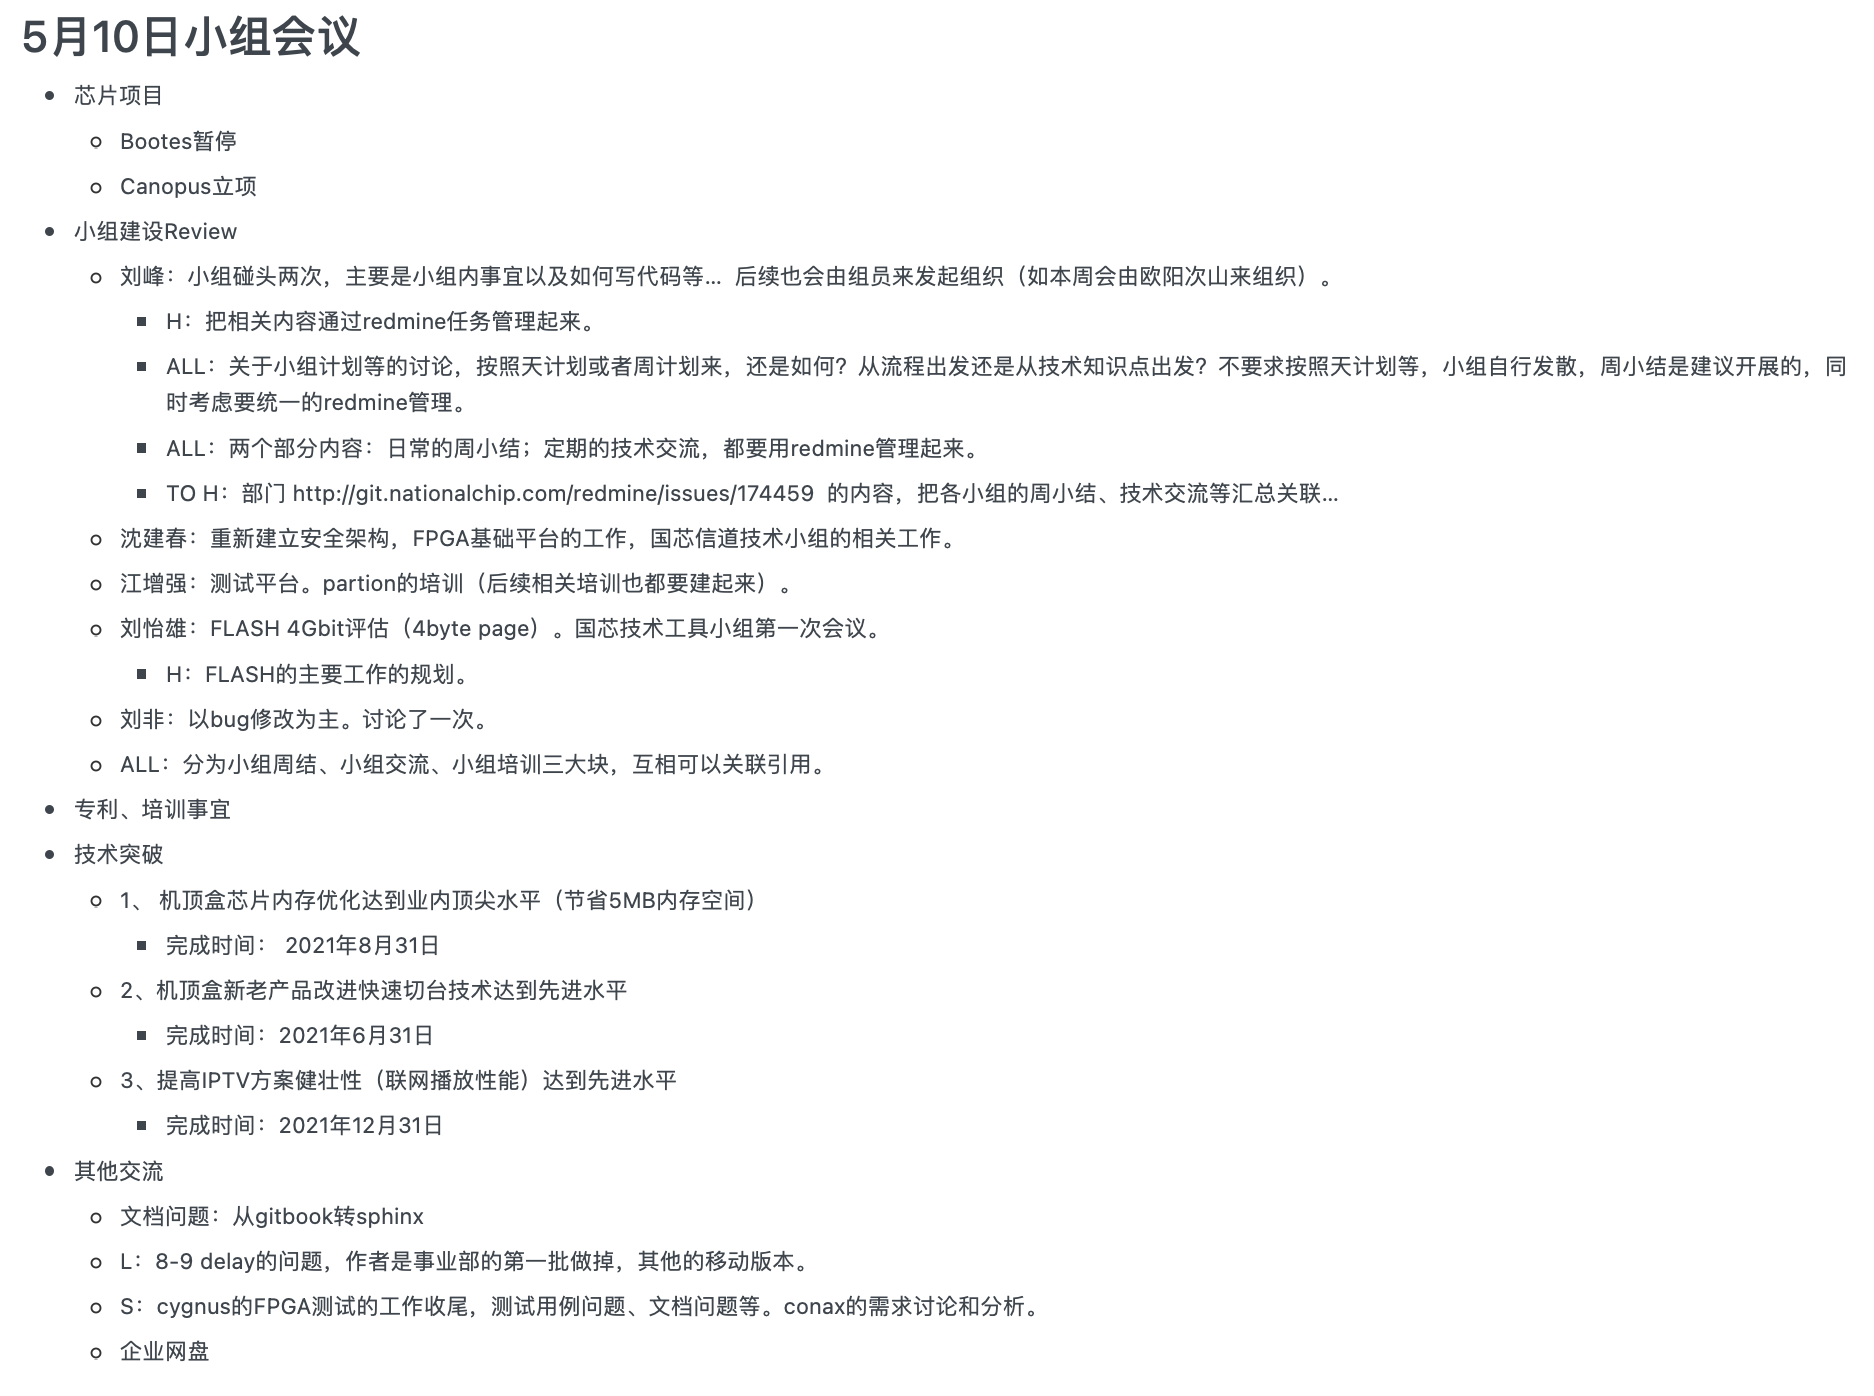 5月10日小组会议
芯片项目
Bootes暂停
Canopus立项
小组建设Review
刘峰：小组碰头两次，主要是小组内事宜以及如何写代码等... 后续也会由组员来发起组织（如本周会由欧阳次山来组织）。
H：把相关内容通过redmine任务管理起来。
ALL：关于小组计划等的讨论，按照天计划或者周计划来，还是如何？从流程出发还是从技术知识点出发？不要求按照天计划等，小组自行发散，周小结是建议开展的，同
时考虑要统一的redmine管理。
ALL：两个部分内容：日常的周小结；定期的技术交流，都要用redmine管理起来。
TO H：部门 http://git.nationalchip.com/redmine/issues/174459 的内容，把各小组的周小结、技术交流等汇总关联...
沈建春：重新建立安全架构，FPGA基础平台的工作，国芯信道技术小组的相关工作。
江增强：测试平台。partion的培训（后续相关培训也都要建起来）。
刘怡雄：FLASH 4Gbit评估（4byte page）。国芯技术工具小组第一次会议。
H：FLASH的主要工作的规划。
刘非：以bug修改为主。讨论了一次。
ALL：分为小组周结、小组交流、小组培训三大块，互相可以关联引用。
专利、培训事宜
技术突破
1、 机顶盒芯片内存优化达到业内顶尖水平（节省5MB内存空间）
完成时间： 2021年8月31日
2、机顶盒新老产品改进快速切台技术达到先进水平
完成时间：2021年6月31日
3、提高IPTV方案健壮性（联网播放性能）达到先进水平
完成时间：2021年12月31日
其他交流
文档问题：从gitbook转sphinx
L：8-9 delay的问题，作者是事业部的第一批做掉，其他的移动版本。
S：cygnus的FPGA测试的工作收尾，测试用例问题、文档问题等。conax的需求讨论和分析。
企业网盘